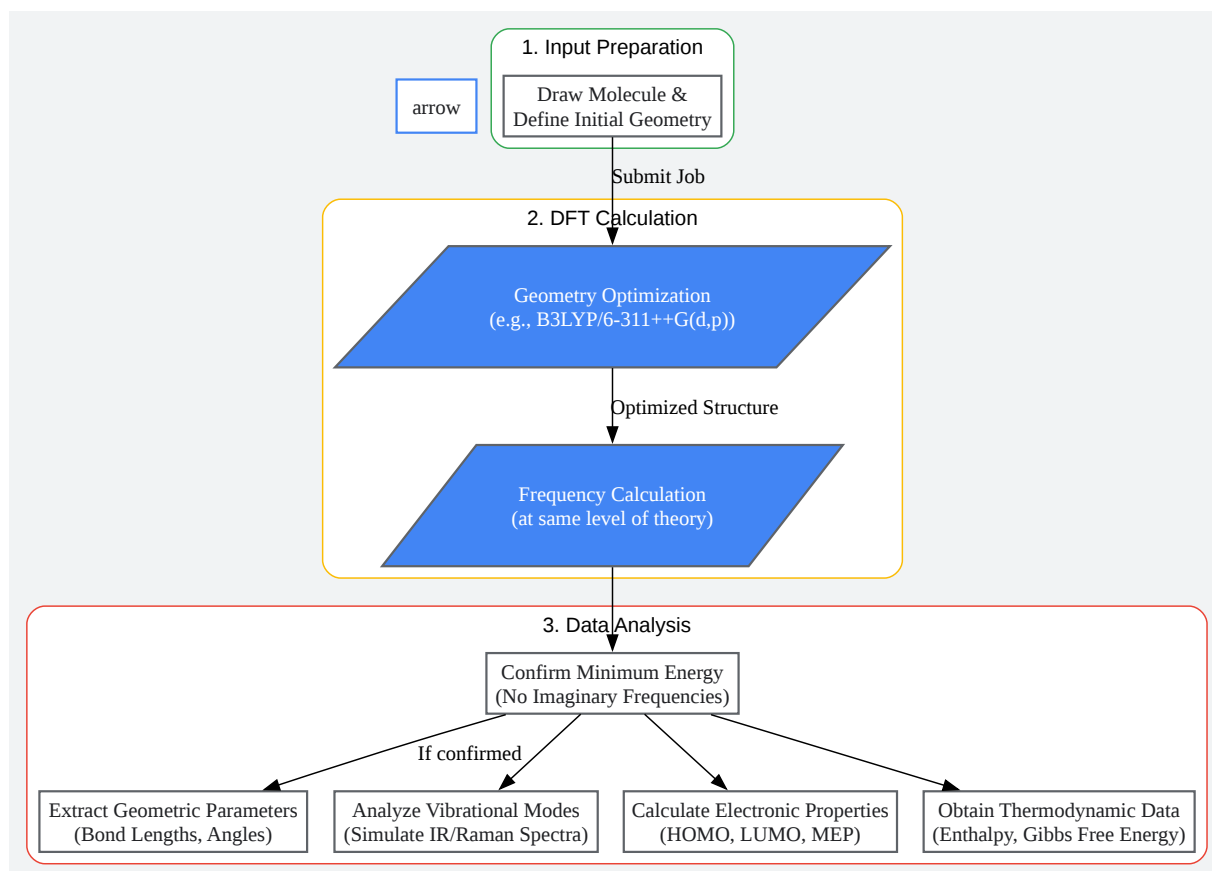 1. Input Preparation
arrow
Draw Molecule &
Define Initial Geometry
Submit Job
2. DFT Calculation
Geometry Optimization
(e.g., B3LYP/6-311++G(d,p))
Optimized Structure
Frequency Calculation
(at same level of theory)
3. Data Analysis
Confirm Minimum Energy
(No Imaginary Frequencies)
If confirmed
Extract Geometric Parameters
(Bond Lengths, Angles)
Analyze Vibrational Modes
(Simulate IR/Raman Spectra)
Calculate Electronic Properties
(HOMO, LUMO, MEP)
Obtain Thermodynamic Data
(Enthalpy, Gibbs Free Energy)